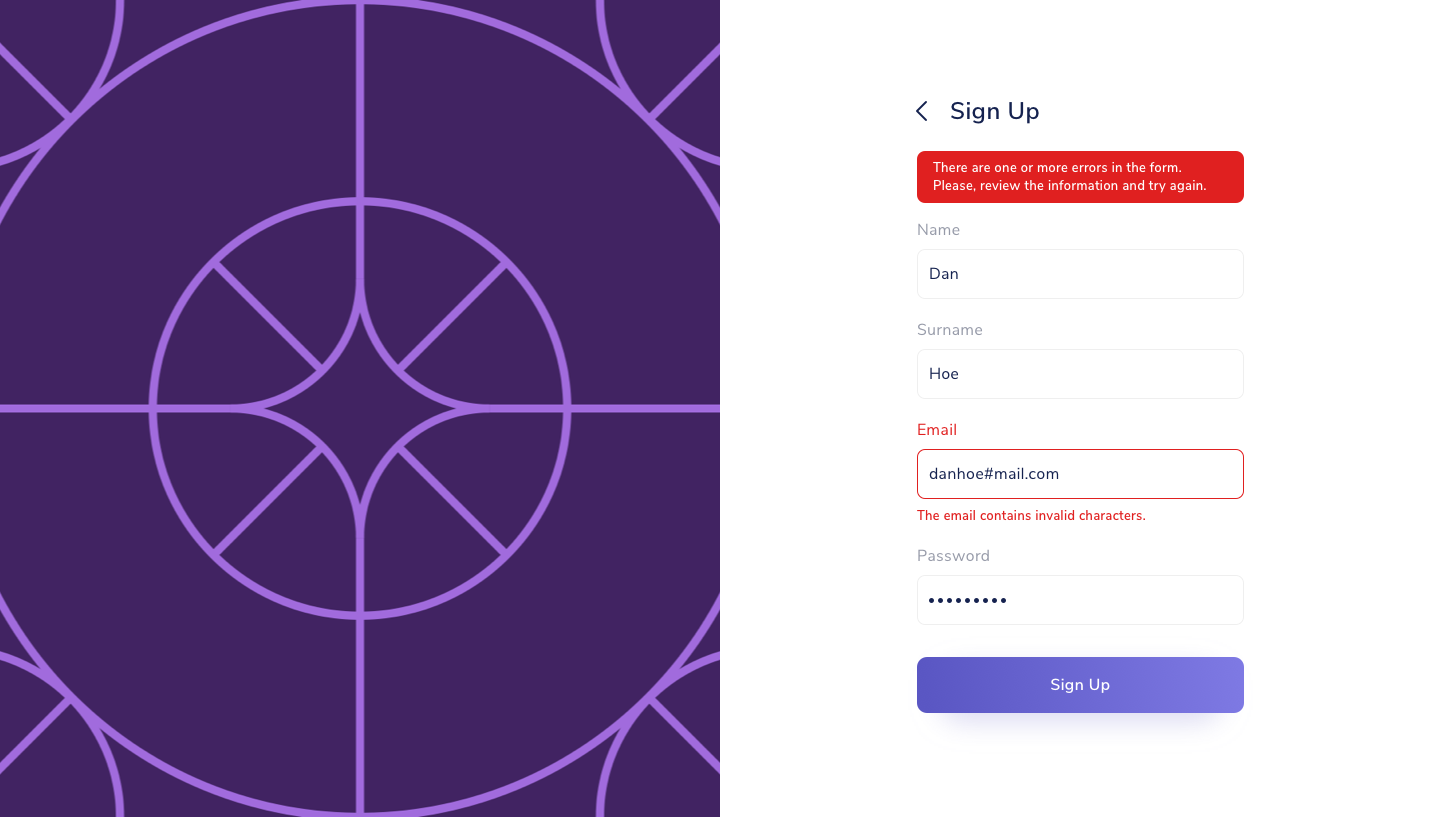 Sign Up
There are one or more errors in the form.
Please, review the information and try again.
Name
Dan
Surname
Hoe
Email
danhoe#mail.com
The email contains invalid characters.
Password
•••••••••
Sign Up